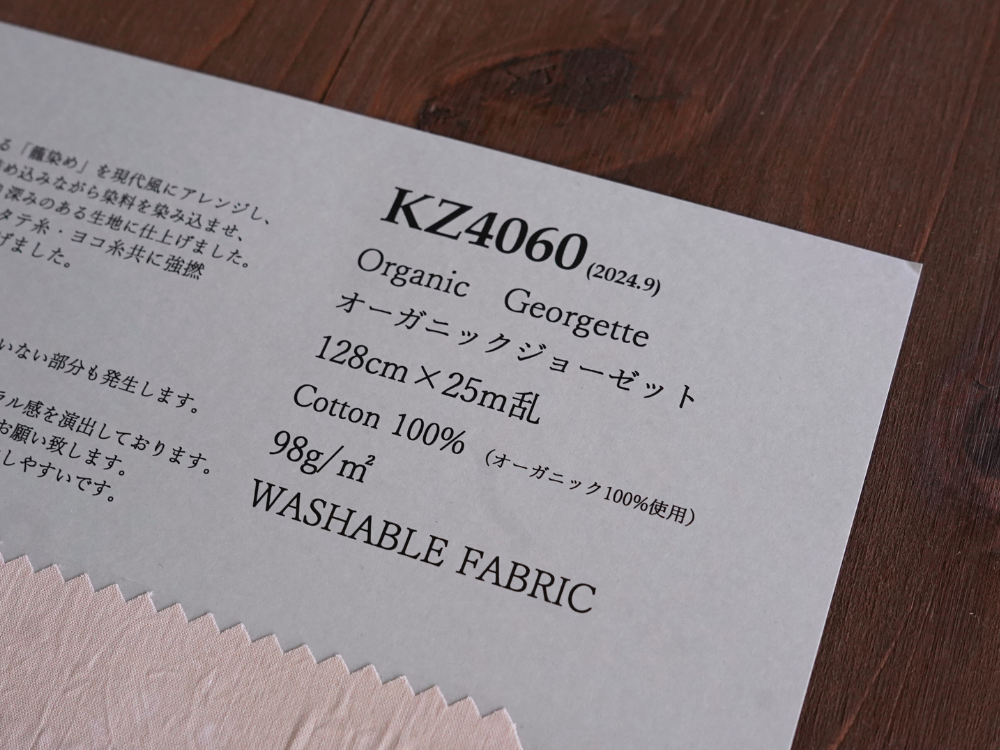 る「叢染め」を現代風にアレンジし、
め込みながら染料を染み込ませ、
深みのある生地に仕上げました。
タテ糸・ヨコ糸共に強撚
げました。
いない部分も発生します。
ラル感を演出しております。
お願い致します。
しやすいです。
KZ4060 (2024.9)
Organic Georgette
オーガニックジョーゼット
128cm×25m乱
Cotton 100% (オーガニック100%使用)
98g/㎡
WASHABLE FABRIC